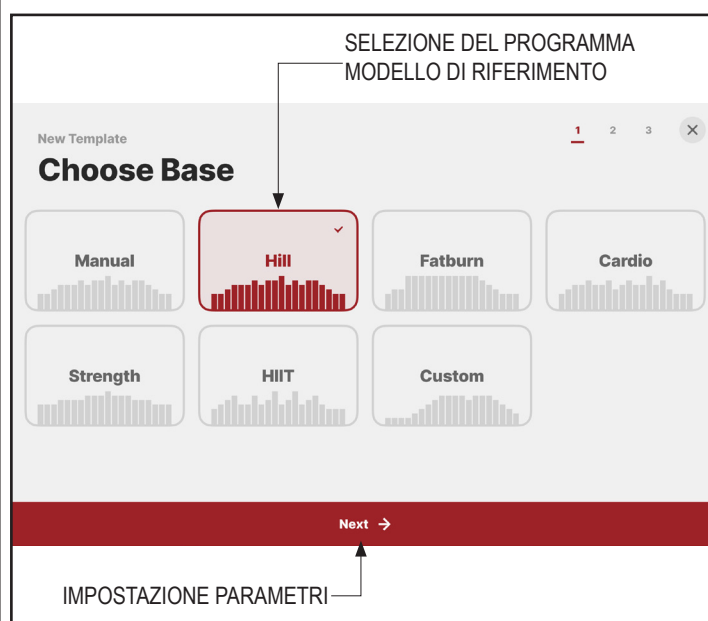 SELEZIONE DEL PROGRAMMA
MODELLO DI RIFERIMENTO
New Template
1 2 3
Choose Base
Manual Hill Fatburn Cardio
Strength HIIT Custom
Next →
IMPOSTAZIONE PARAMETRI